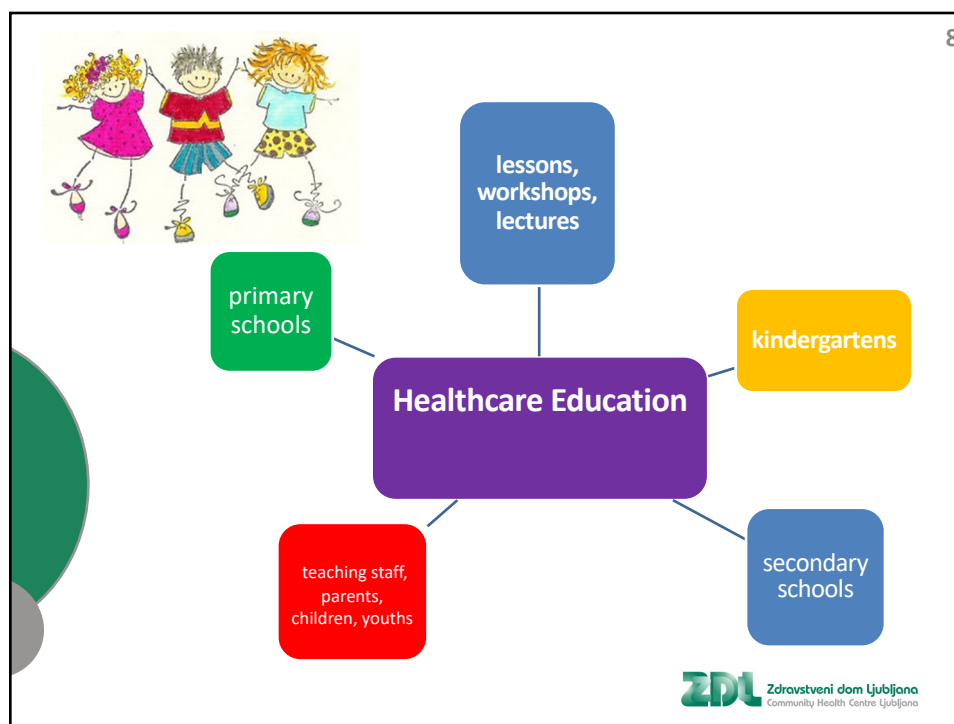 8
lessons,
workshops,
lectures
primary
schools
kindergartens
Healthcare Education
teaching staff,
parents,
children, youths
secondary
schools
ZDL Zdravstveni dom Ljubljana
Community Health Centre Ljubljana